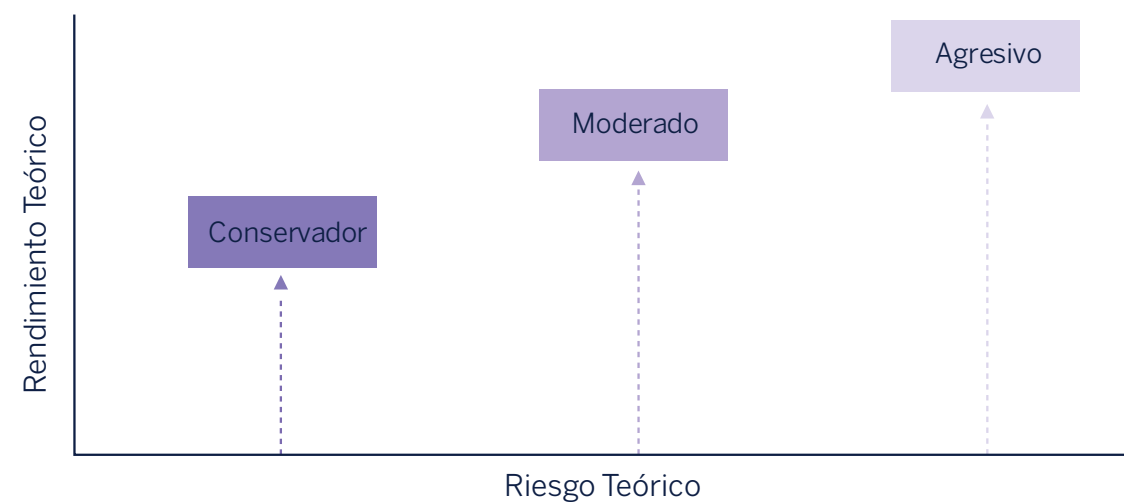 Agresivo
Moderado
Conservador
Rendimiento Teórico
Riesgo Teórico